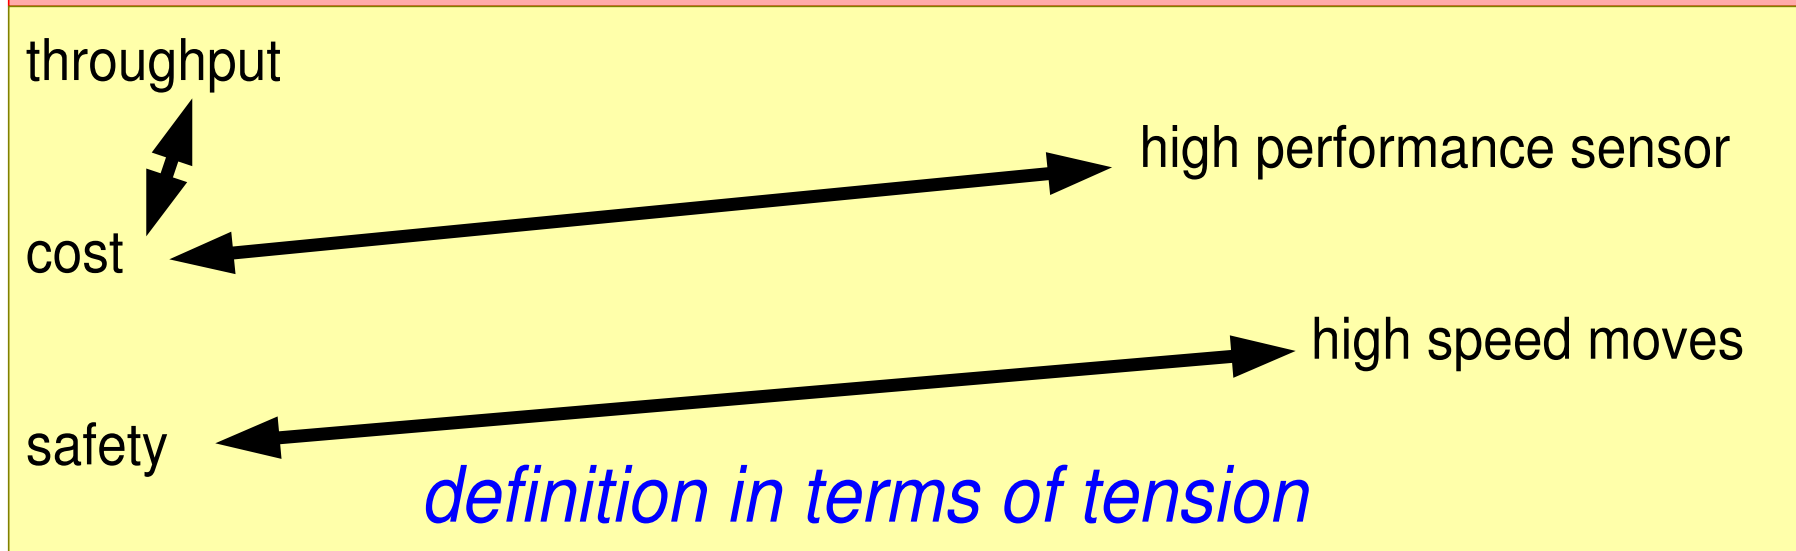 throughput
high performance sensor
cost
high speed moves
safety
definition in terms of tension